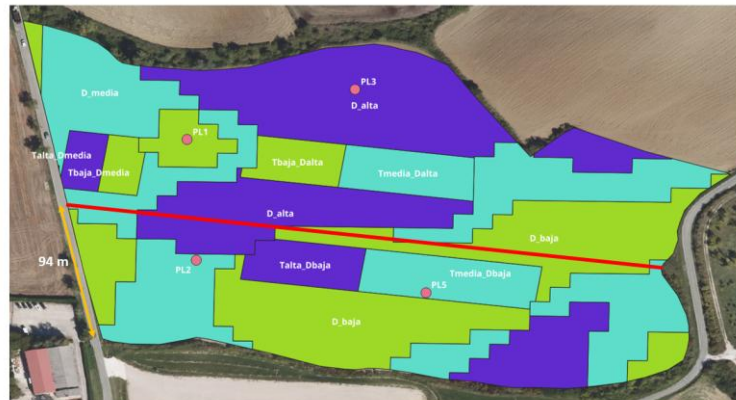 PL3
D_media
D_alta
PL1
Talta_Dmedia
Tbaja_Dmedia
Tbaja_Dalta
Tmedia_Dalta
D_alta
D_baja
94 m
PL2
Talta_Dbaja
Tmedia_Dbaja
PL5
D_baja